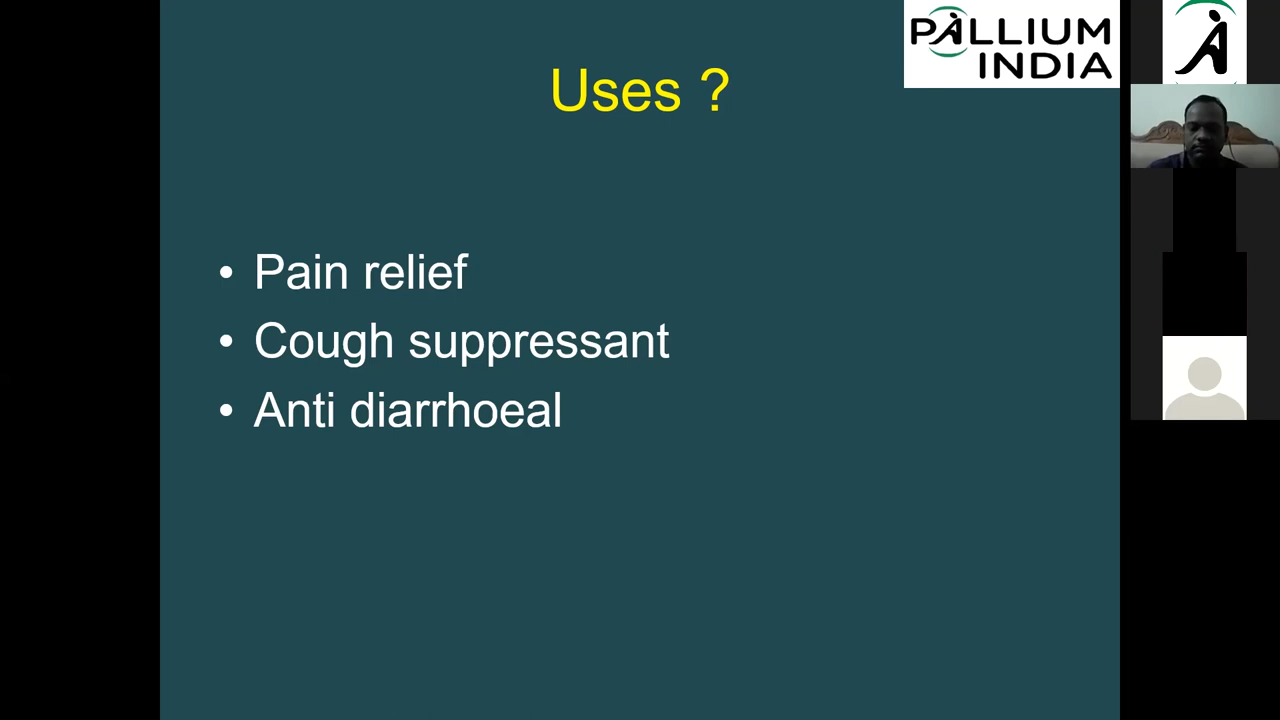 PALLIUM
INDIA
Uses ?
• Pain relief
• Cough suppressant
• Anti diarrhoeal